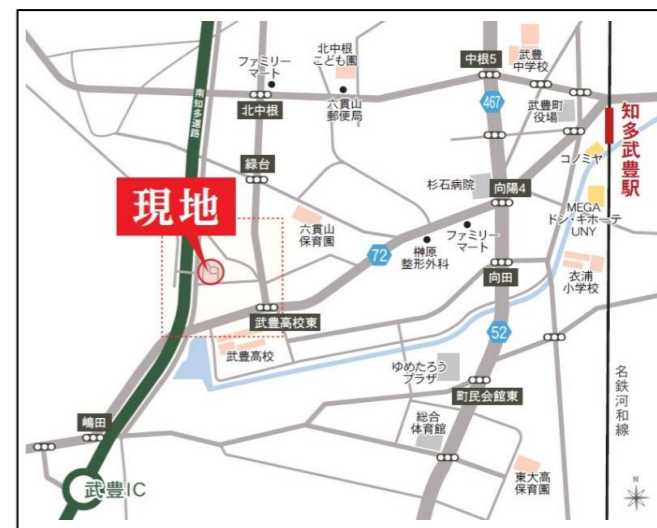 ファミリー
マート
北中根
こども園
六貫山
郵便局
北中根
中根5
武豊
中学校
467
武豊町
役場
知多武豊駅
コノミヤ
南知多道路
緑台
杉石病院
向陽4
MEGA
ドン・キホーテ
UNY
現地
六貫山
保育園
72
榊原
整形外科
ファミリー
マート
向田
衣浦
小学校
武豊高校東
武豊高校
52
ゆめたろう
プラザ
町民会館東
名鉄河和線
嶋田
総合
体育館
武豊IC
東大高
保育園
N